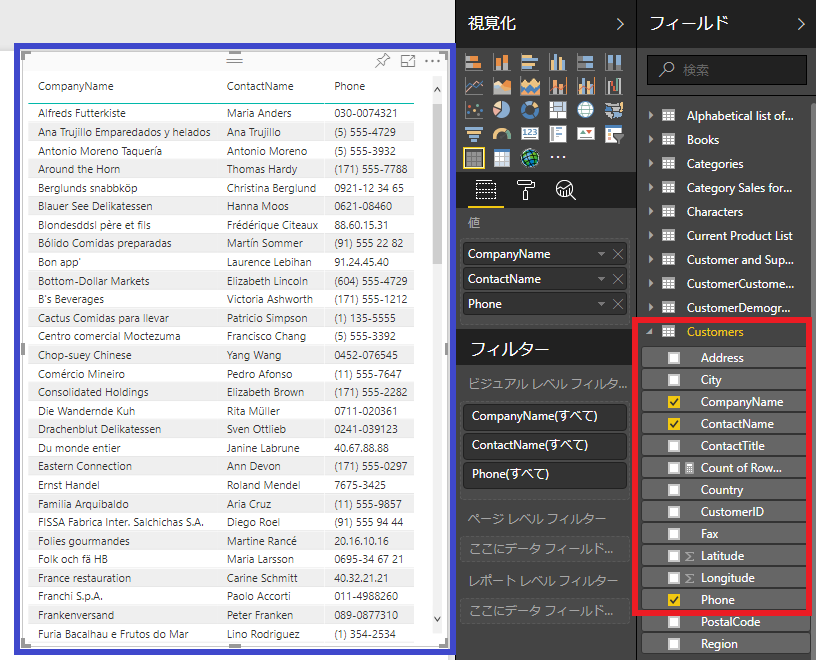 CompanyName ContactName Phone
Alfreds Futterkiste Maria Anders 030-0074321
Ana Trujillo Emparedados y helados Ana Trujillo (5) 555-4729
Antonio Moreno Taquería Antonio Moreno (5) 555-3932
Around the Horn Thomas Hardy (171) 555-7788
Berglunds snabbköp Christina Berglund 0921-12 34 65
Blauer See Delikatessen Hanna Moos 0621-08460
Blondesddsl père et fils Frédérique Citeaux 88.60.15.31
Bólido Comidas preparadas Martín Sommer (91) 555 22 82
Bon app' Laurence Lebihan 91.24.45.40
Bottom-Dollar Markets Elizabeth Lincoln (604) 555-4729
B's Beverages Victoria Ashworth (171) 555-1212
Cactus Comidas para llevar Patricio Simpson (1) 135-5555
Centro comercial Moctezuma Francisco Chang (5) 555-3392
Chop-suey Chinese Yang Wang 0452-076545
Comércio Mineiro Pedro Afonso (11) 555-7647
Consolidated Holdings Elizabeth Brown (171) 555-2282
Die Wandernde Kuh Rita Müller 0711-020361
Drachenblut Delikatessen Sven Ottlieb 0241-039123
Du monde entier Janine Labrune 40.67.88.88
Eastern Connection Ann Devon (171) 555-0297
Ernst Handel Roland Mendel 7675-3425
Familia Arquibaldo Aria Cruz (11) 555-9857
FISSA Fabrica Inter. Salchichas S.A. Diego Roel (91) 555 94 44
Folies gourmandes Martine Rancé 20.16.10.16
Folk och fä HB Maria Larsson 0695-34 67 21
France restauration Carine Schmitt 40.32.21.21
Franchi S.p.A. Paolo Accorti 011-4988260
Frankenversand Peter Franken 089-0877310
Furia Bacalhau e Frutos do Mar Lino Rodriguez (1) 354-2534
視覚化
123
値
CompanyName
ContactName
Phone
フィルター
ビジュアル レベル フィルタ...
CompanyName(すべて)
ContactName(すべて)
Phone(すべて)
ページ レベル フィルター
ここにデータ フィールド...
レポート レベル フィルター
ここにデータ フィールド...
フィールド
検索
Alphabetical list of...
Books
Categories
Category Sales for...
Characters
Current Product List
Customer and Sup...
CustomerCustome...
CustomerDemogr...
Customers
Address
City
CompanyName
ContactName
ContactTitle
Count of Row...
Country
CustomerID
Fax
Σ Latitude
Σ Longitude
Phone
PostalCode
Region